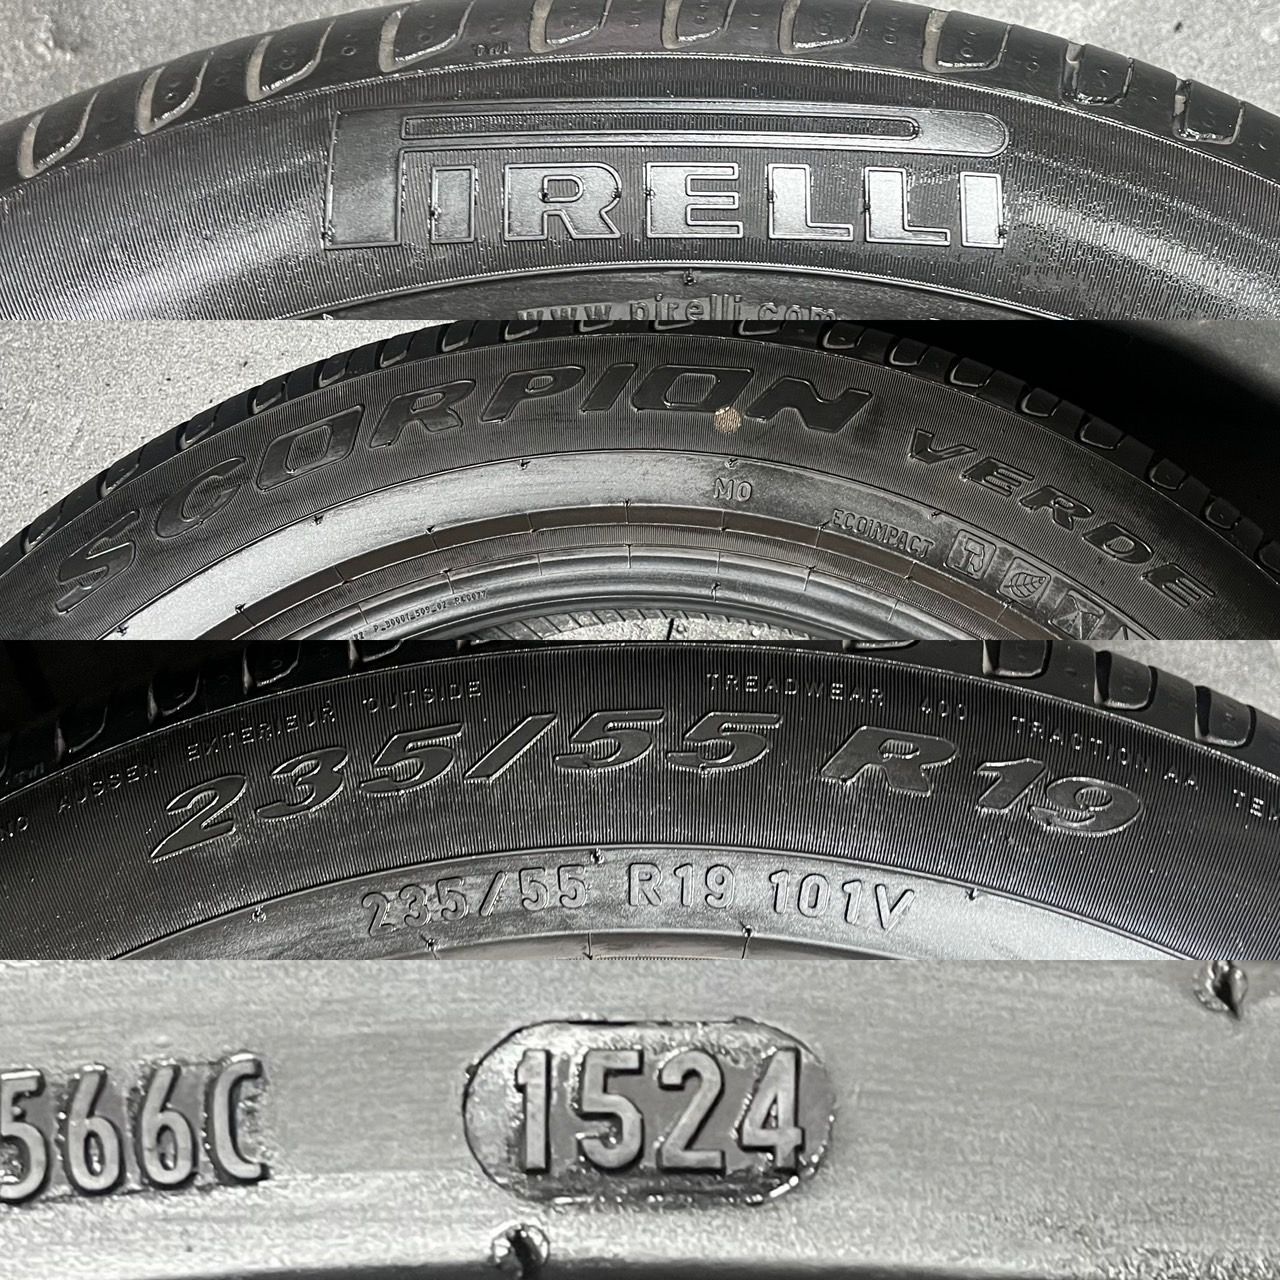 PIRELLI
www.pirelli.com
SCORPION VERDE
MO
ECOIMPACT
AUSSEN EXTERIEUR OUTSIDE TREADWEAR 400 TRACTION AA
235/55 R19
235/55 R19 101V
566C 1524